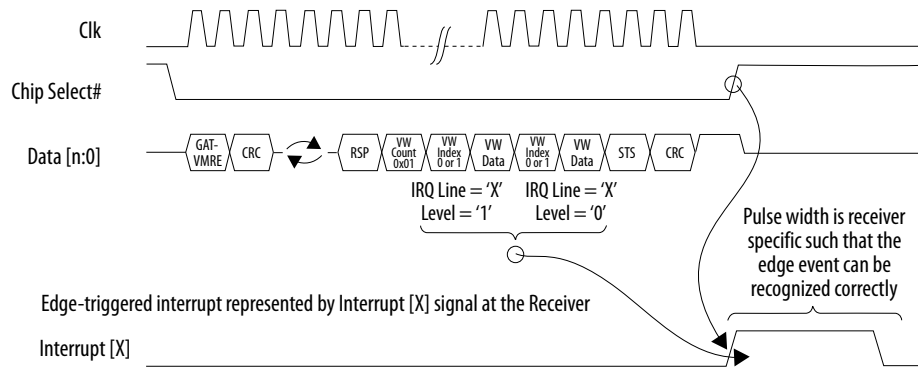 Clk
Chip Select#
Data [n:0]
GAT-
VMRE
CRC
RSP
VW
Count
0x01
VW
Index
0 or 1
VW
Data
VW
Index
0 or 1
VW
Data
STS
CRC
IRQ Line = ‘X’
Level = ‘1’
IRQ Line = ‘X’
Level = ‘0’
Pulse width is receiver
specific such that the
edge event can be
recognized correctly
Edge-triggered interrupt represented by Interrupt [X] signal at the Receiver
Interrupt [X]